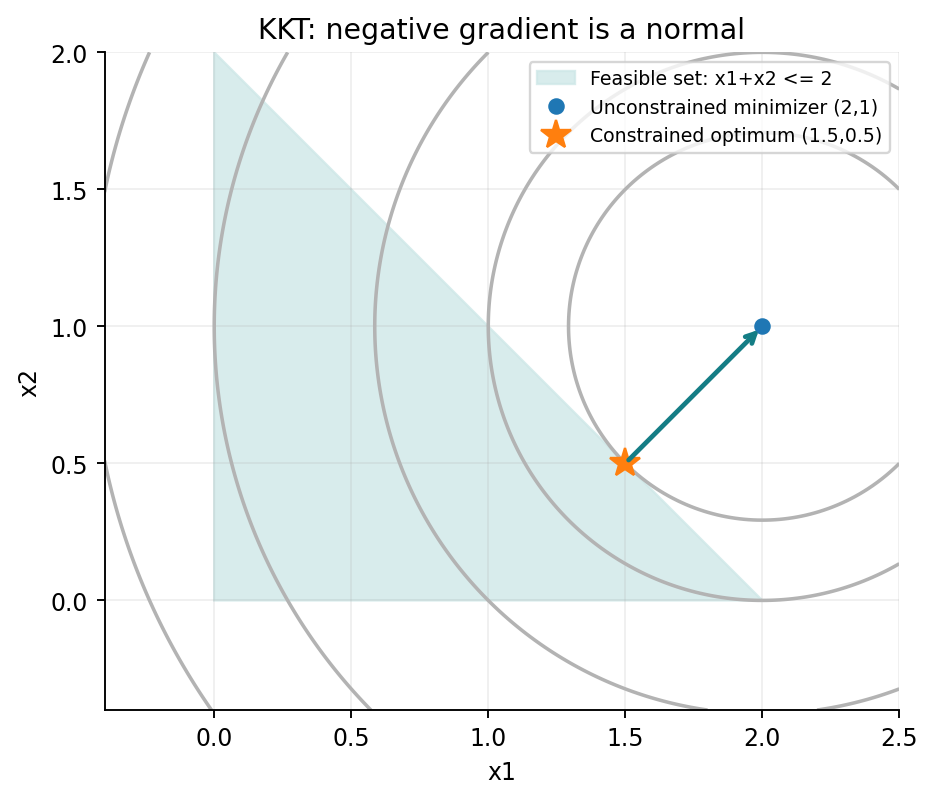 KKT: negative gradient is a normal
Feasible set: x1+x2 <= 2
Unconstrained minimizer (2,1)
Constrained optimum (1.5,0.5)
2.0
1.5
1.0
0.5
0.0
x2
0.0 0.5 1.0 1.5 2.0 2.5
x1